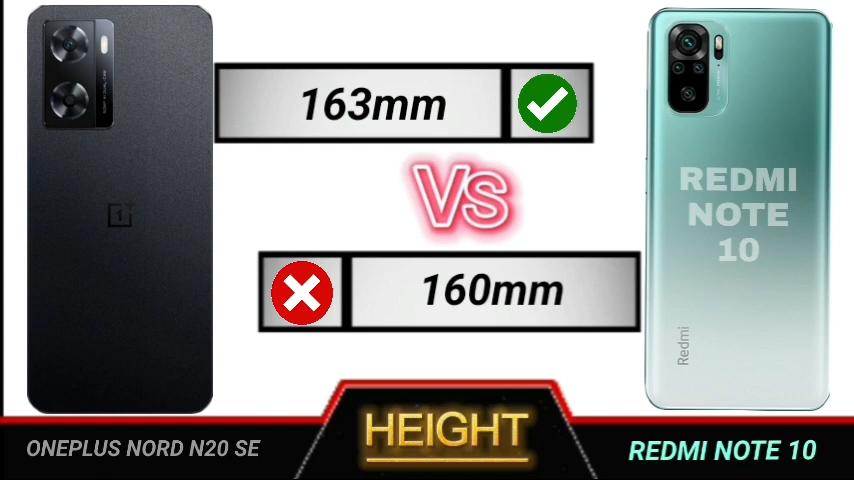 163mm
VS
160mm
REDMI
NOTE
10
Redmi
HEIGHT
ONEPLUS NORD N20 SE
REDMI NOTE 10